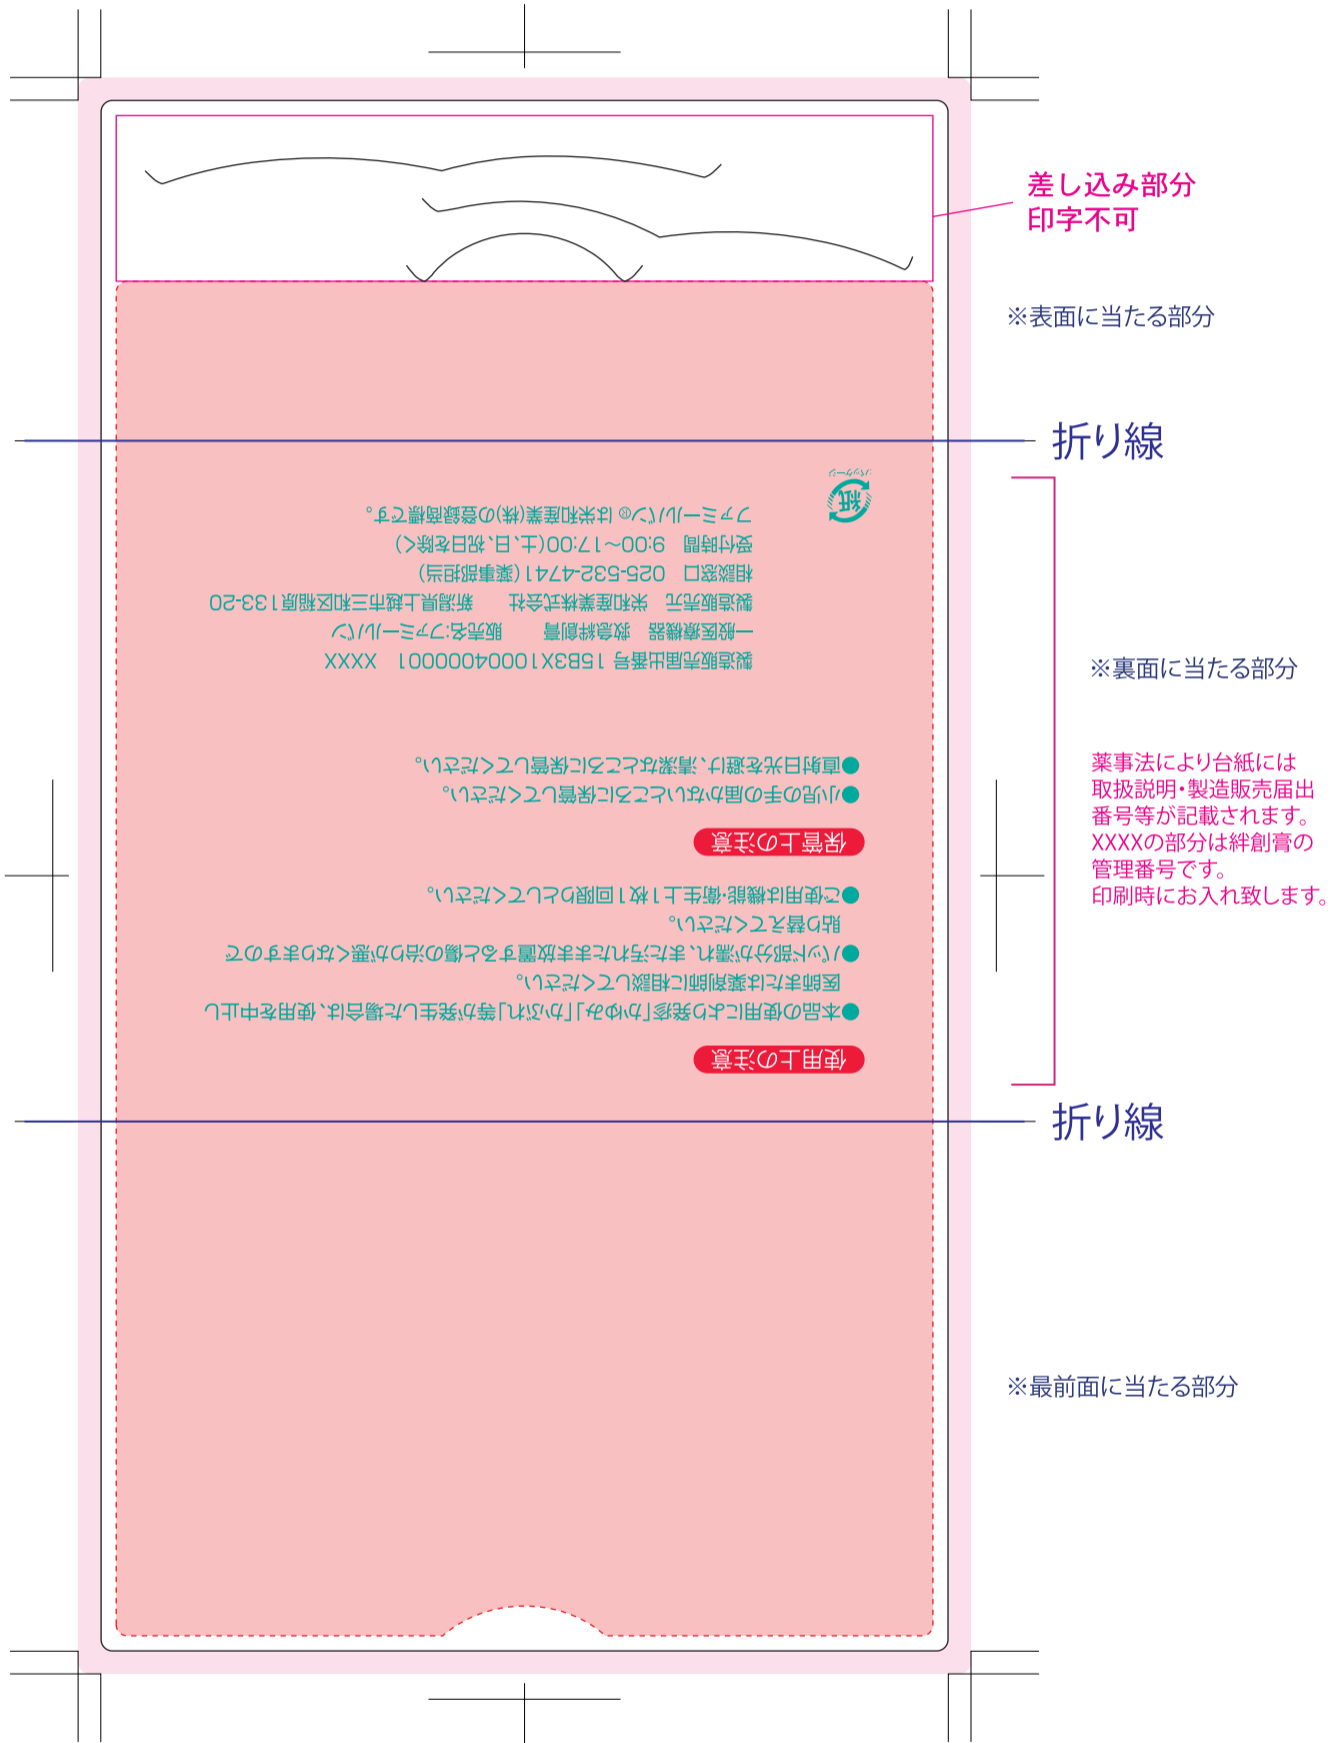 差し込み部分
印字不可
※表面に当たる部分
折り線
※裏面に当たる部分
薬事法により台紙には
取扱説明・製造販売届出
番号等が記載されます。
XXXXの部分は絆創膏の
管理番号です。
印刷時にお入れ致します。
折り線
※最前面に当たる部分
使用上の注意
●本品の使用により発疹「かゆみ」「かぶれ」等が発生した場合は、使用を中止し
医師または薬剤師に相談してください。
●パッド部分が濡れ、また汚れたまま放置すると傷の治りが悪くなりますので
貼り替えてください。
●ご使用は機能・衛生上1枚1回限りとしてください。
保管上の注意
●小児の手の届かないところに保管してください。
●直射日光を避け、清潔なところに保管してください。
製造販売届出番号 15B3X10004000001 XXXX
一般医療機器 救急絆創膏 販売名:ファミールバン
製造販売元 栄和産業株式会社 新潟県上越市三和区稲原133-20
相談窓口 025-532-4741(薬事部担当)
受付時間 9:00～17:00(土、日、祝日を除く)
ファミールバン® は栄和産業(株)の登録商標です。
紙
パッケージ